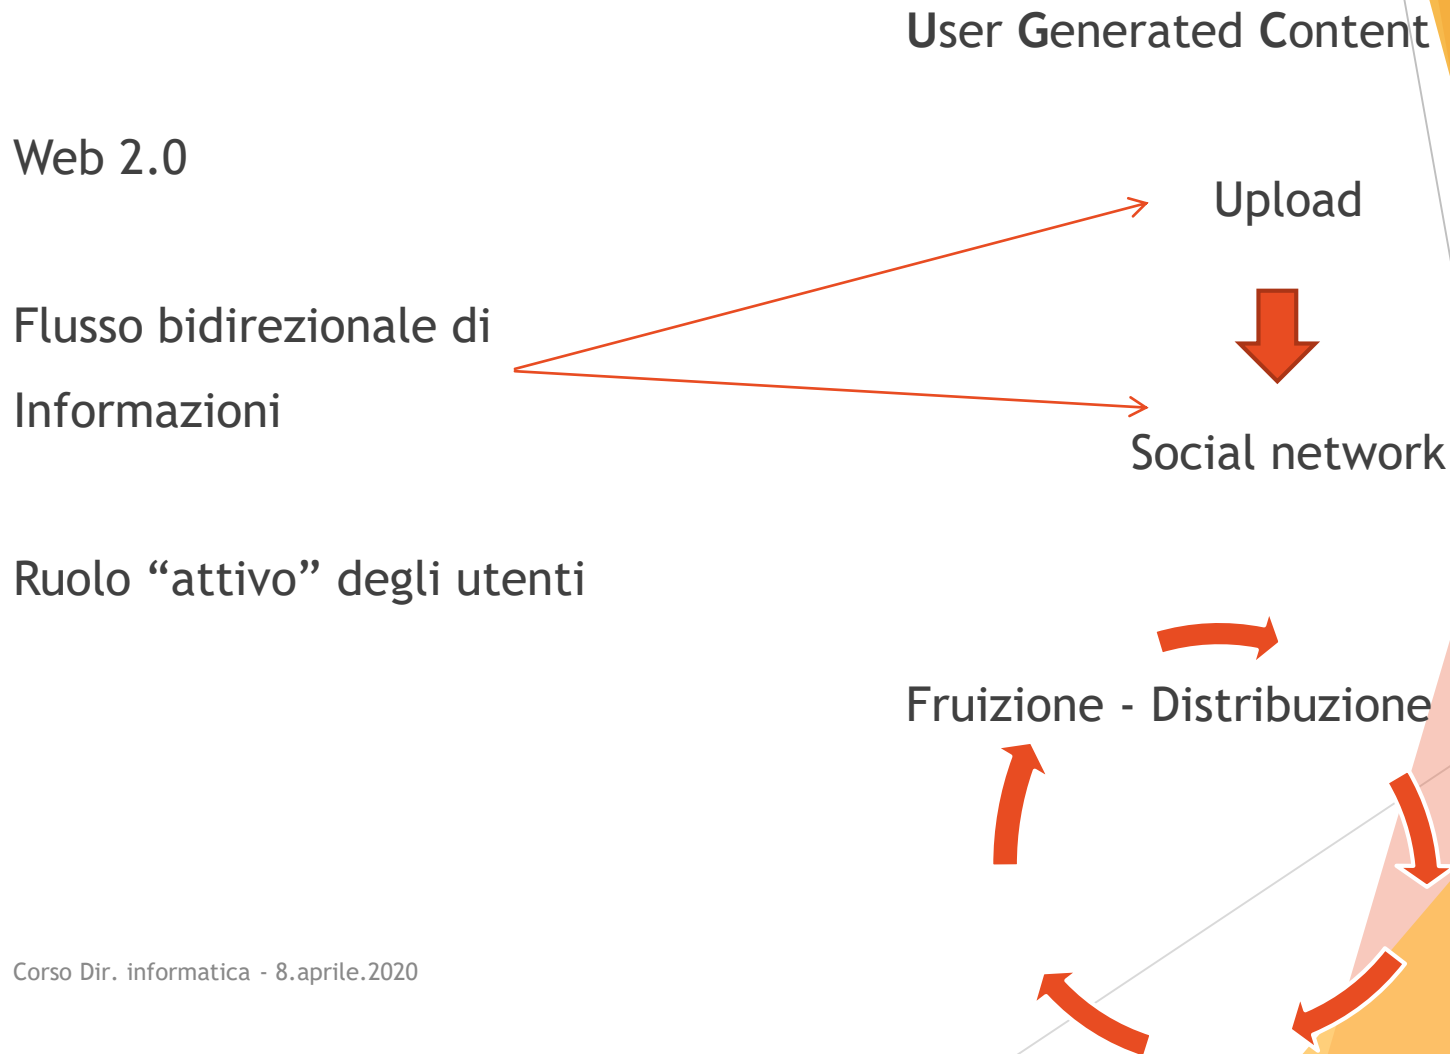 User Generated Content
Web 2.0
Upload
Flusso bidirezionale di
Informazioni
Social network
Ruolo “attivo” degli utenti
Fruizione - Distribuzione
Corso Dir. informatica - 8.aprile.2020